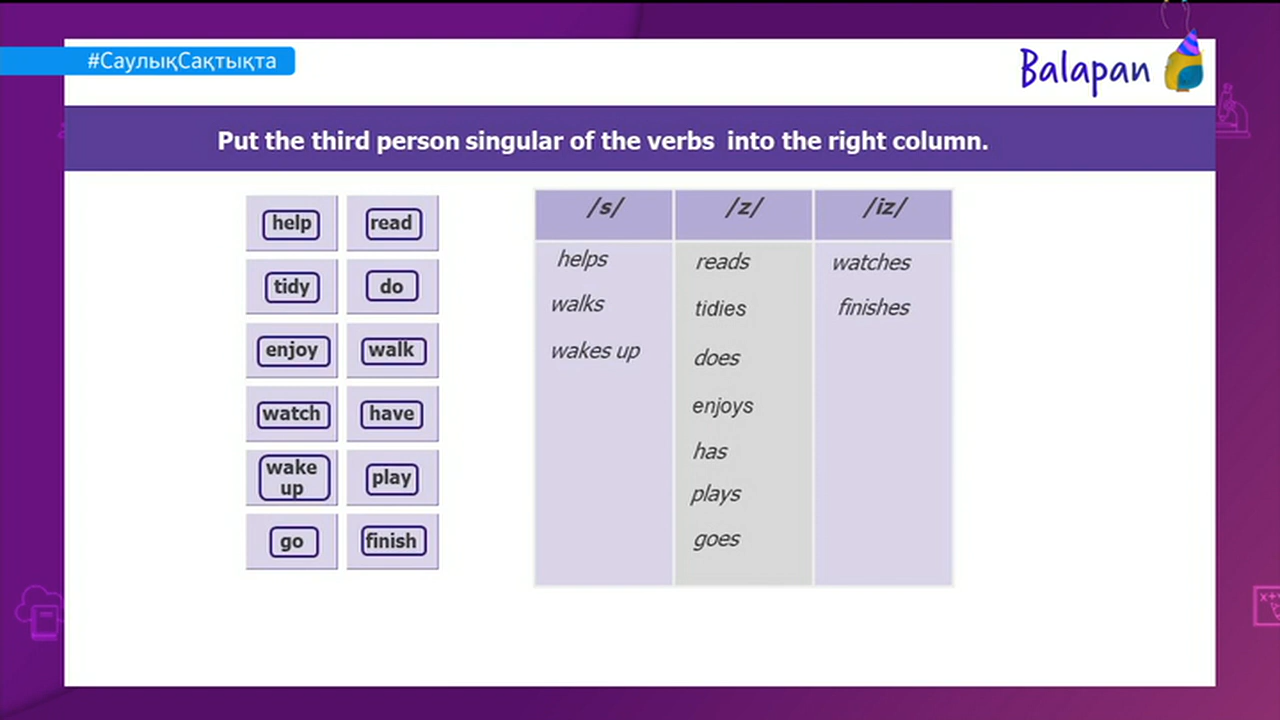 #СаулықСақтықта
Balapan
Put the third person singular of the verbs into the right column.
help read
tidy do
enjoy walk
watch have
wake
up
play
go finish
/s/ /z/ /iz/
helps reads watches
walks tidies finishes
wakes up does
enjoys
has
plays
goes
x+